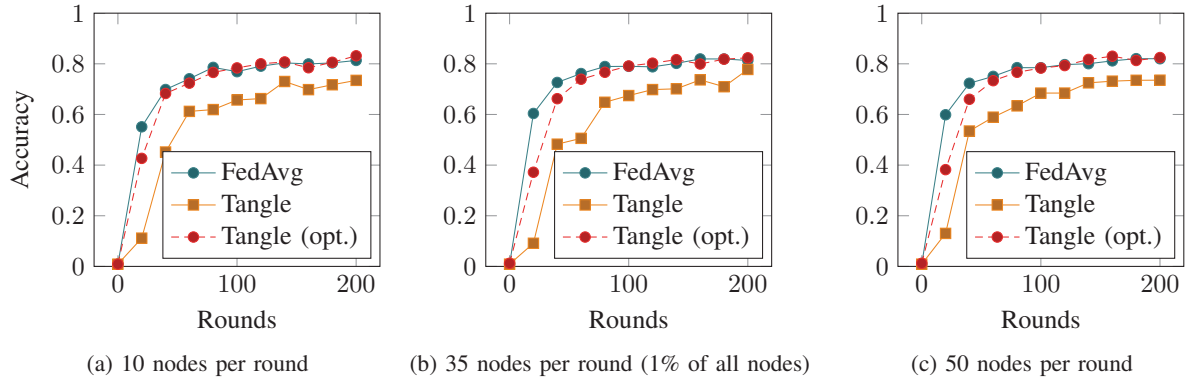 1
0.8
0.6
0.4
0.2
0
Accuracy
0 100 200
Rounds
FedAvg
Tangle
Tangle (opt.)
(a) 10 nodes per round
1
0.8
0.6
0.4
0.2
0
0 100 200
Rounds
FedAvg
Tangle
Tangle (opt.)
(b) 35 nodes per round (1% of all nodes)
1
0.8
0.6
0.4
0.2
0
0 100 200
Rounds
FedAvg
Tangle
Tangle (opt.)
(c) 50 nodes per round